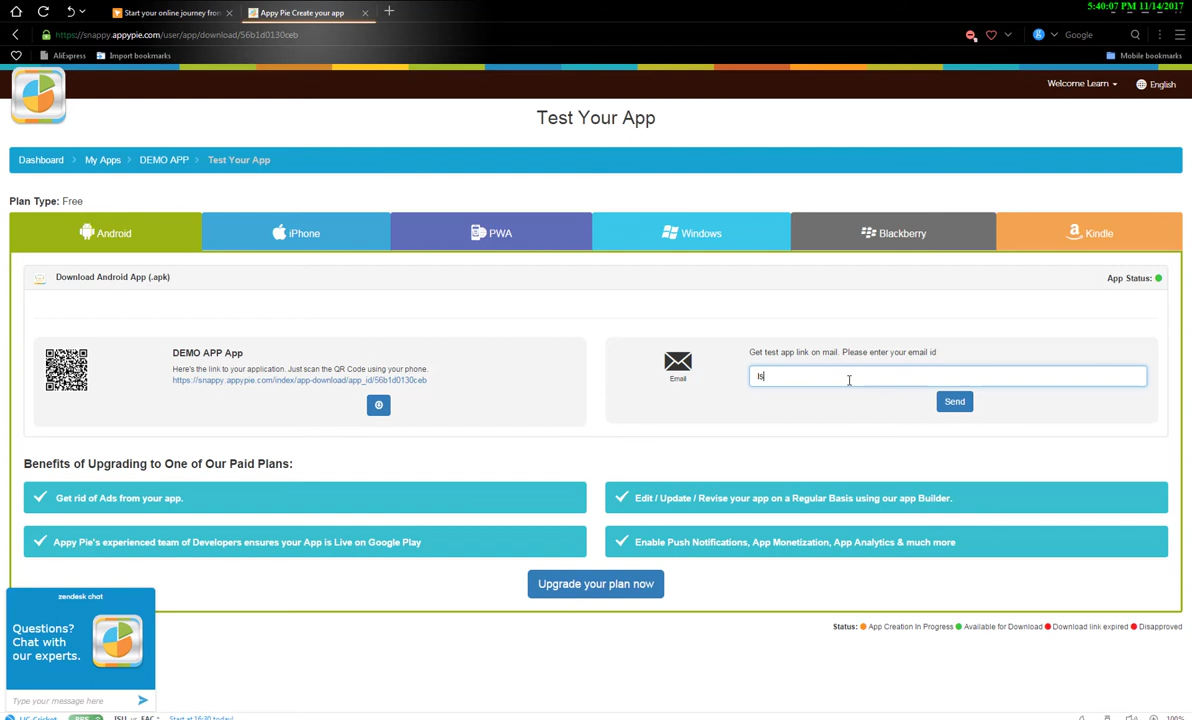 5:40:07 PM 11/14/2017
Start your online journey from
Appy Pie Create your app
https://snappy.appypie.com/user/app/download/56b1d0130ceb
Google
AliExpress
Import bookmarks
Mobile bookmarks
Welcome Learn
English
Test Your App
Dashboard
My Apps
DEMO APP
Test Your App
Plan Type: Free
Android
iPhone
PWA
Windows
Blackberry
Kindle
Download Android App (.apk)
App Status:
DEMO APP App
Here's the link to your application. Just scan the QR Code using your phone.
https://snappy.appypie.com/index/app-download/app_id/56b1d0130ceb
Email
Get test app link on mail. Please enter your email id
Send
Benefits of Upgrading to One of Our Paid Plans:
Get rid of Ads from your app.
Edit / Update / Revise your app on a Regular Basis using our app Builder.
Appy Pie's experienced team of Developers ensures your App is Live on Google Play
Enable Push Notifications, App Monetization, App Analytics & much more
Upgrade your plan now
zendesk chat
Questions?
Chat with
our experts.
Type your message here
Status: App Creation In Progress Available for Download Download link expired Disapproved
Start at 16:30 today!
100%